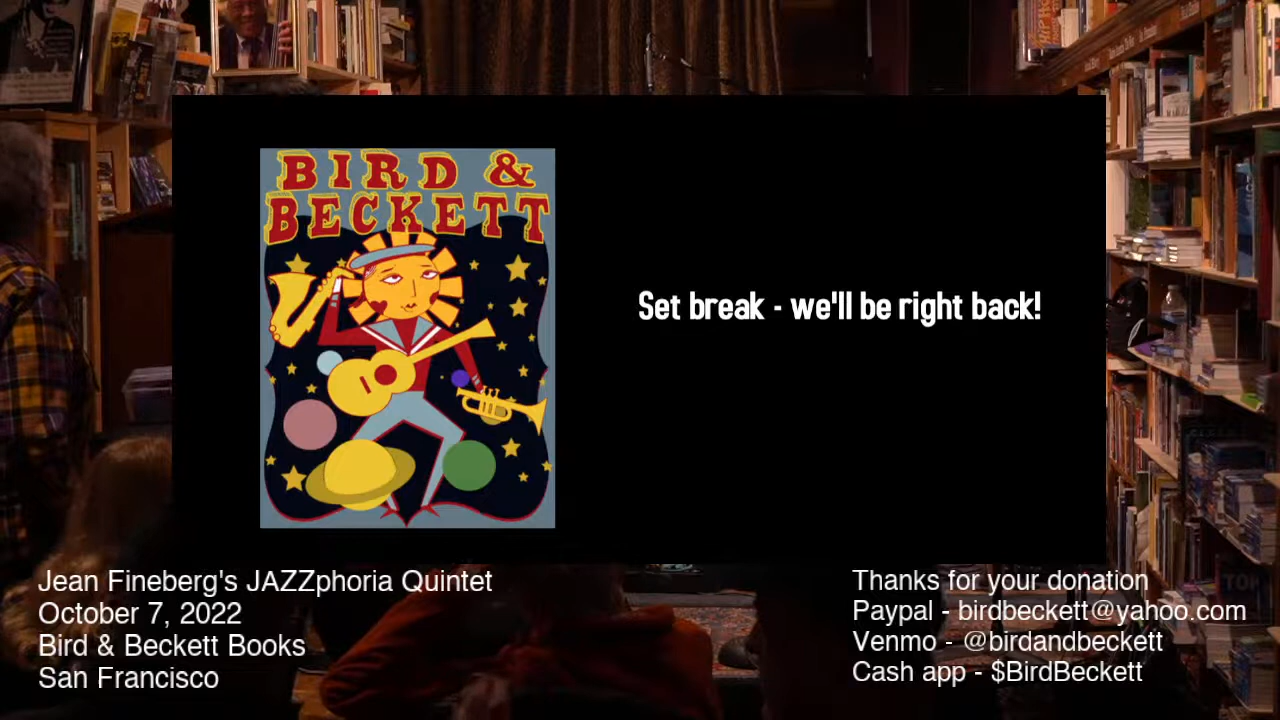 BIRD &
BECKETT
Set break - we'll be right back!
Jean Fineberg's JAZZphoria Quintet
October 7, 2022
Bird & Beckett Books
San Francisco
Thanks for your donation
Paypal - birdbeckett@yahoo.com
Venmo - @birdandbeckett
Cash app - $BirdBeckett